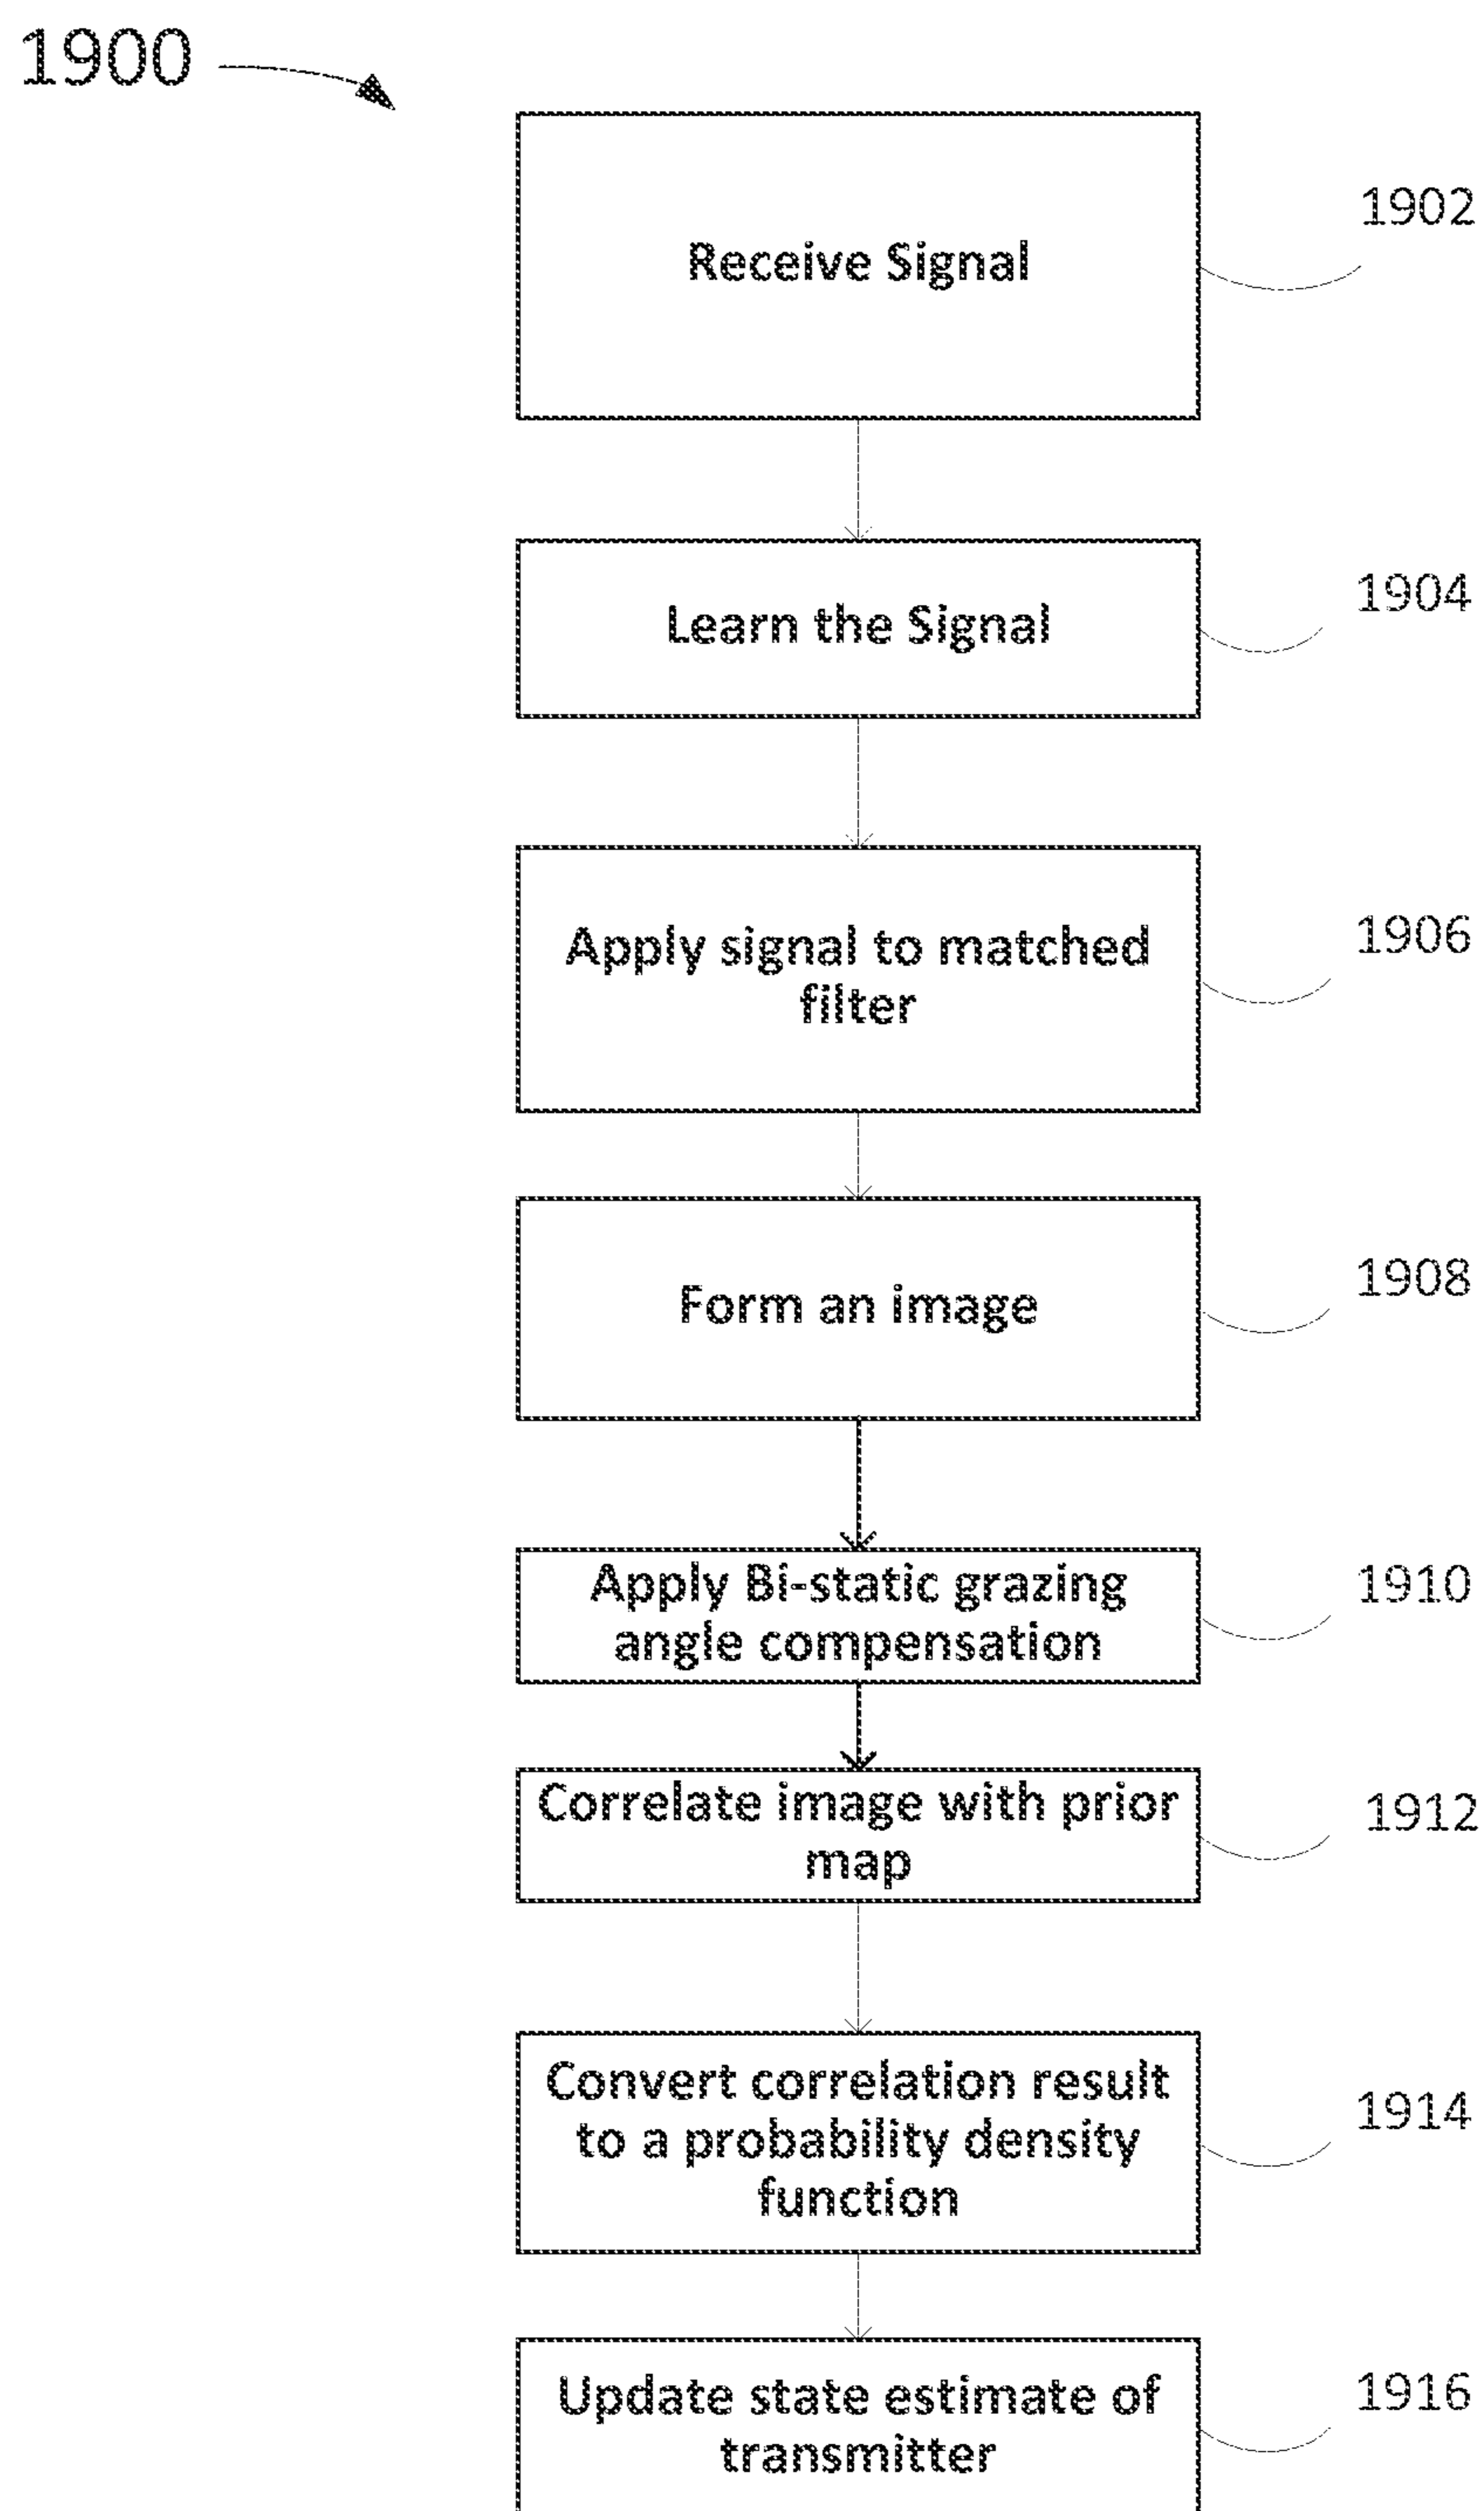 1900
Receive Signal
1902
Learn the Signal
1904
Apply signal to matched
filter
1906
Form an image
1908
Apply Bi-static grazing
angle compensation
1910
Correlate image with prior
map
1912
Convert correlation result
to a probability density
function
1914
Update state estimate of
transmitter
1916